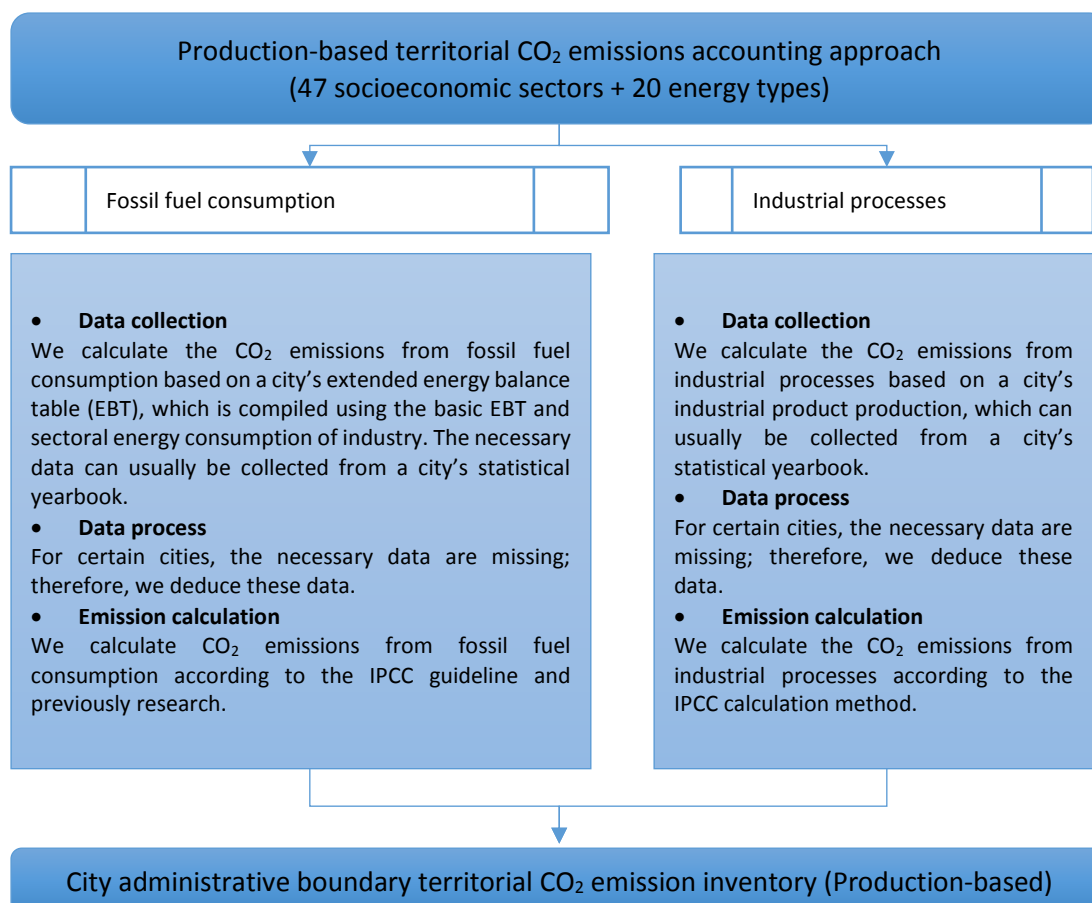 Production-based territorial CO₂ emissions accounting approach
(47 socioeconomic sectors + 20 energy types)
Fossil fuel consumption
Industrial processes
• Data collection
We calculate the CO₂ emissions from fossil fuel
consumption based on a city's extended energy balance
table (EBT), which is compiled using the basic EBT and
sectoral energy consumption of industry. The necessary
data can usually be collected from a city's statistical
yearbook.
• Data process
For certain cities, the necessary data are missing;
therefore, we deduce these data.
• Emission calculation
We calculate CO₂ emissions from fossil fuel
consumption according to the IPCC guideline and
previously research.
• Data collection
We calculate the CO₂ emissions from
industrial processes based on a city's
industrial product production, which can
usually be collected from a city's
statistical yearbook.
• Data process
For certain cities, the necessary data are
missing; therefore, we deduce these
data.
• Emission calculation
We calculate the CO₂ emissions from
industrial processes according to the
IPCC calculation method.
City administrative boundary territorial CO₂ emission inventory (Production-based)